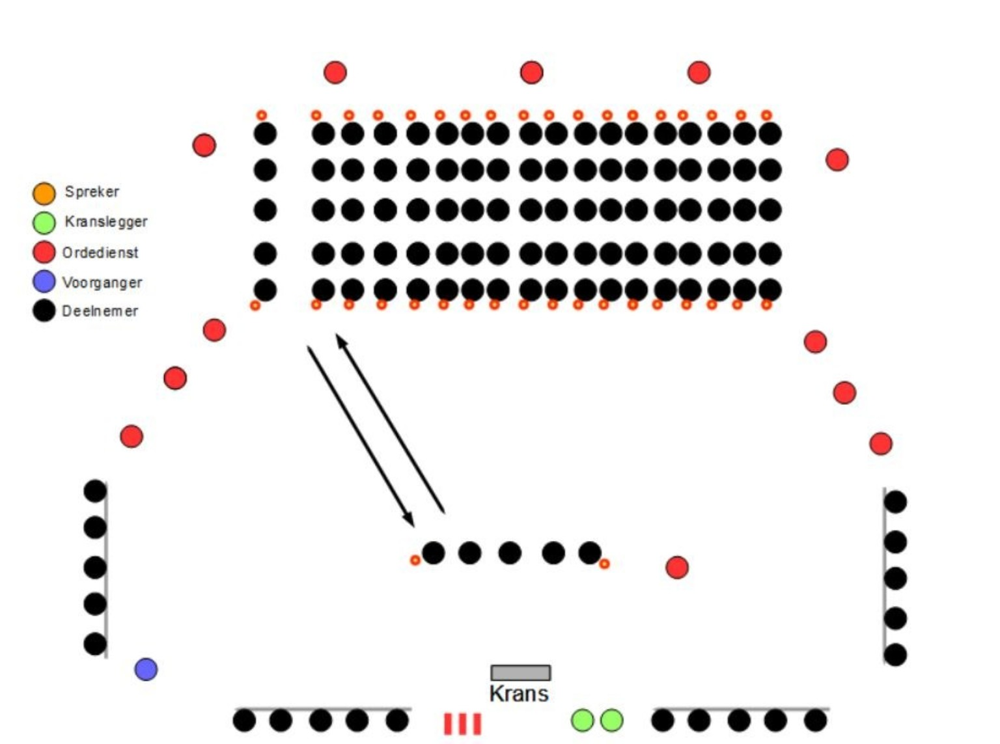 Spreker
Kranslegger
Ordedienst
Voorganger
Deelnemer
Krans